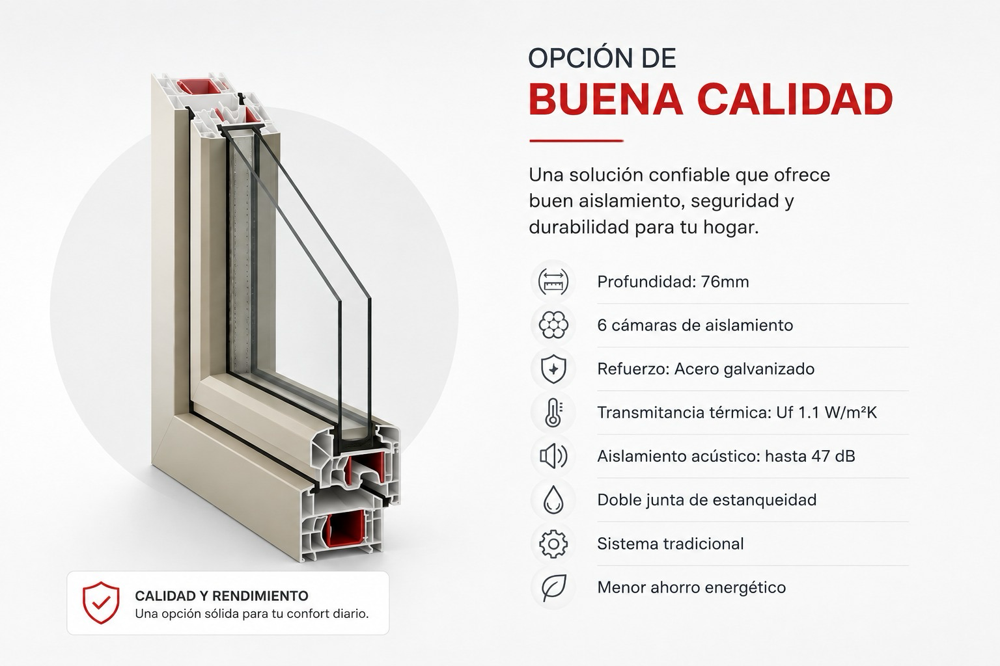 OPCIÓN DE
BUENA CALIDAD
Una solución confiable que ofrece
buen aislamiento, seguridad y
durabilidad para tu hogar.
Profundidad: 76mm
6 cámaras de aislamiento
Refuerzo: Acero galvanizado
Transmitancia térmica: Uf 1.1 W/m²K
Aislamiento acústico: hasta 47 dB
Doble junta de estanqueidad
Sistema tradicional
Menor ahorro energético
CALIDAD Y RENDIMIENTO
Una opción sólida para tu confort diario.